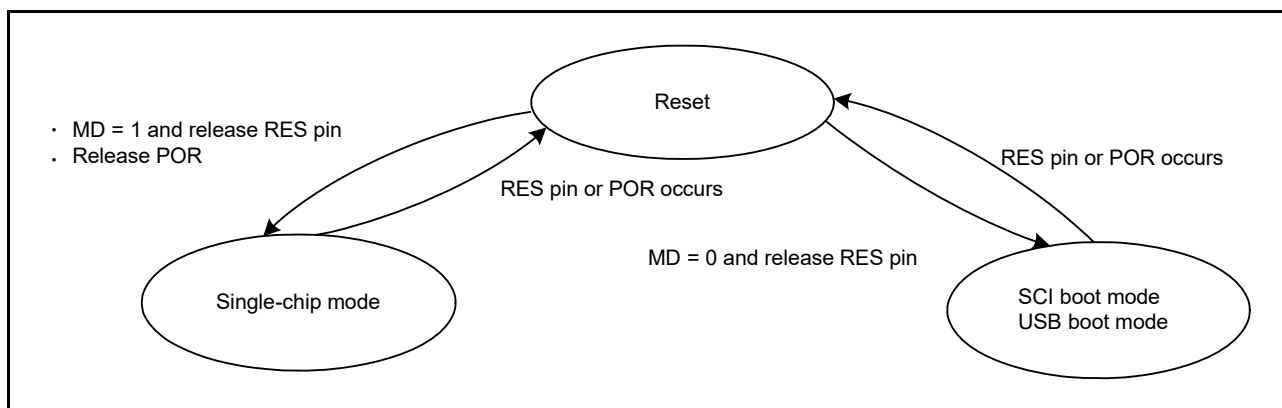 Reset
· MD = 1 and release RES pin
· Release POR
RES pin or POR occurs
RES pin or POR occurs
MD = 0 and release RES pin
Single-chip mode
SCI boot mode
USB boot mode